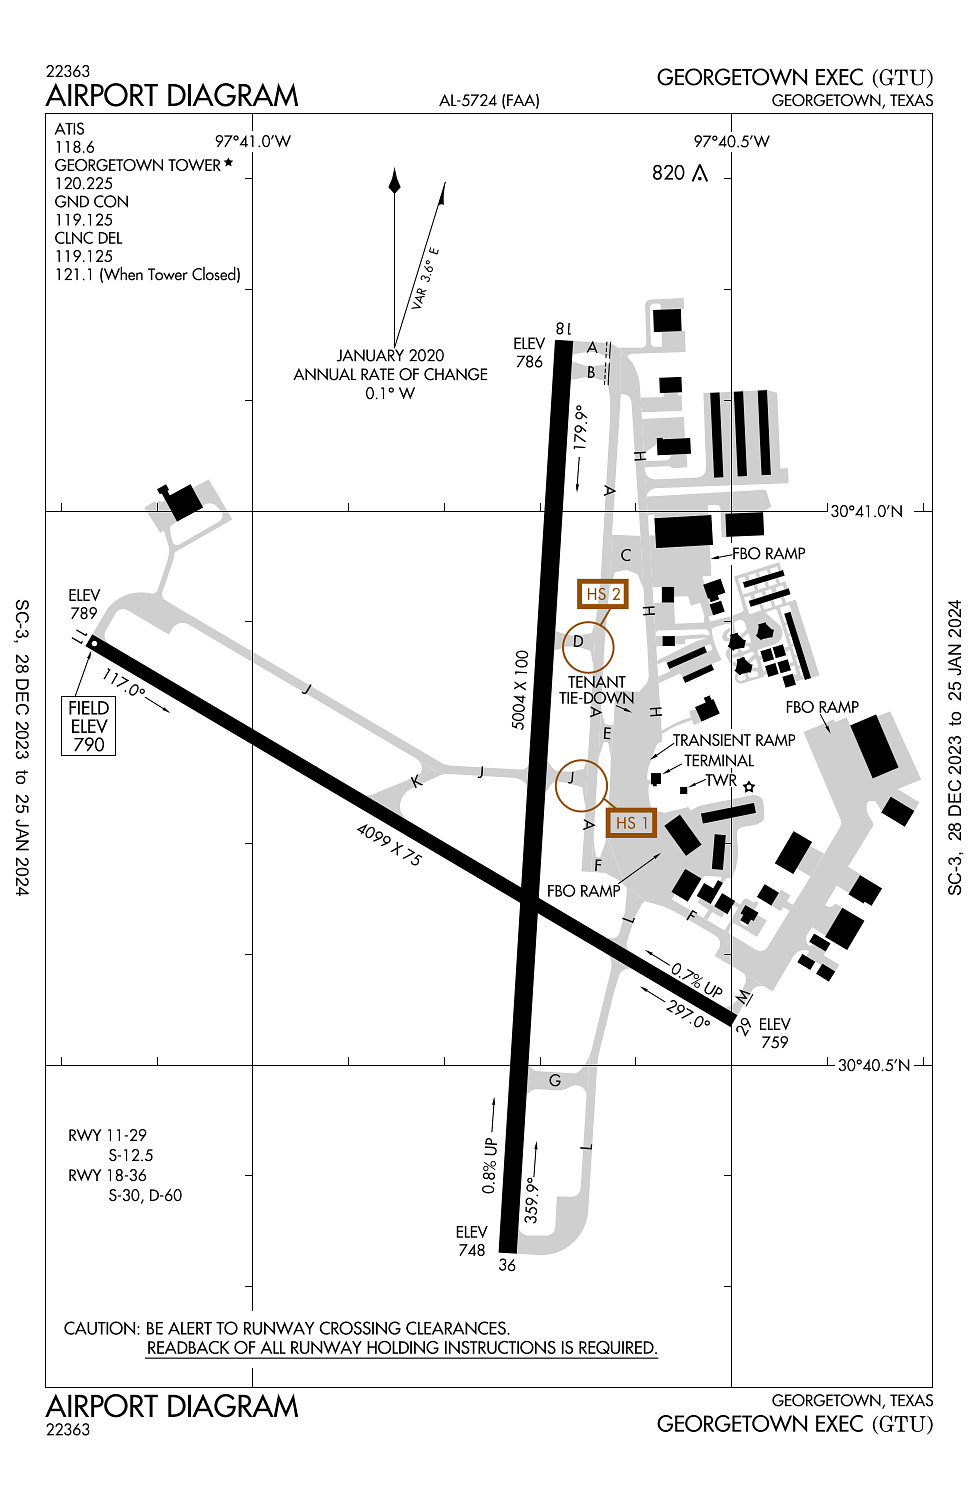 22363
AIRPORT DIAGRAM
AL-5724 (FAA)
GEORGETOWN EXEC (GTU)
GEORGETOWN, TEXAS
ATIS
118.6
GEORGETOWN TOWER★
120.225
GND CON
119.125
CLNC DEL
119.125
121.1 (When Tower Closed)
97°41.0'W
97°40.5'W
820
VAR 3.6° E
JANUARY 2020
ANNUAL RATE OF CHANGE
0.1° W
18
ELEV
786
A
B
179.9°
H
A
30°41.0'N
C
FBO RAMP
ELEV
789
HS 2
H
D
11
117.0°
J
5004 X 100
TENANT
TIE-DOWN
FIELD
ELEV
790
A
H
E
FBO RAMP
TRANSIENT RAMP
TERMINAL
TWR
K
J
J
A
HS 1
4099 X 75
F
FBO RAMP
L
F
0.7% UP
297.0°
M
29
ELEV
759
30°40.5'N
G
RWY 11-29
S-12.5
RWY 18-36
S-30, D-60
0.8% UP
359.9°
L
ELEV
748
36
CAUTION: BE ALERT TO RUNWAY CROSSING CLEARANCES.
READBACK OF ALL RUNWAY HOLDING INSTRUCTIONS IS REQUIRED.
SC-3, 28 DEC 2023 to 25 JAN 2024
SC-3, 28 DEC 2023 to 25 JAN 2024
AIRPORT DIAGRAM
22363
GEORGETOWN, TEXAS
GEORGETOWN EXEC (GTU)